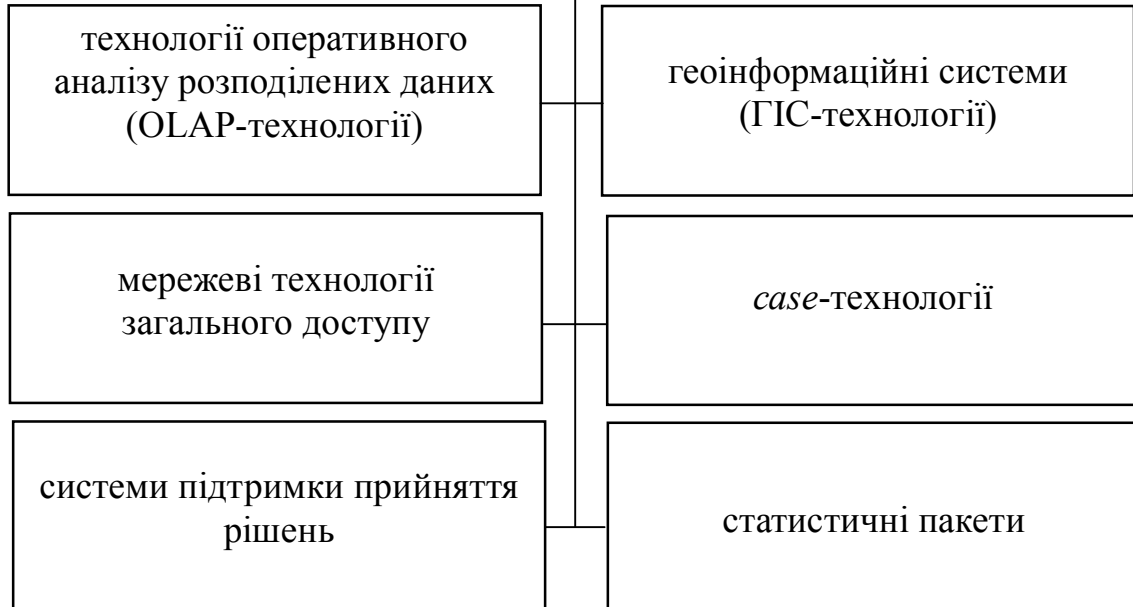 технології оперативного
аналізу розподілених даних
(OLAP-технології)
геоінформаційні системи
(ГІС-технології)
мережеві технології
загального доступу
case-технології
системи підтримки прийняття
рішень
статистичні пакети